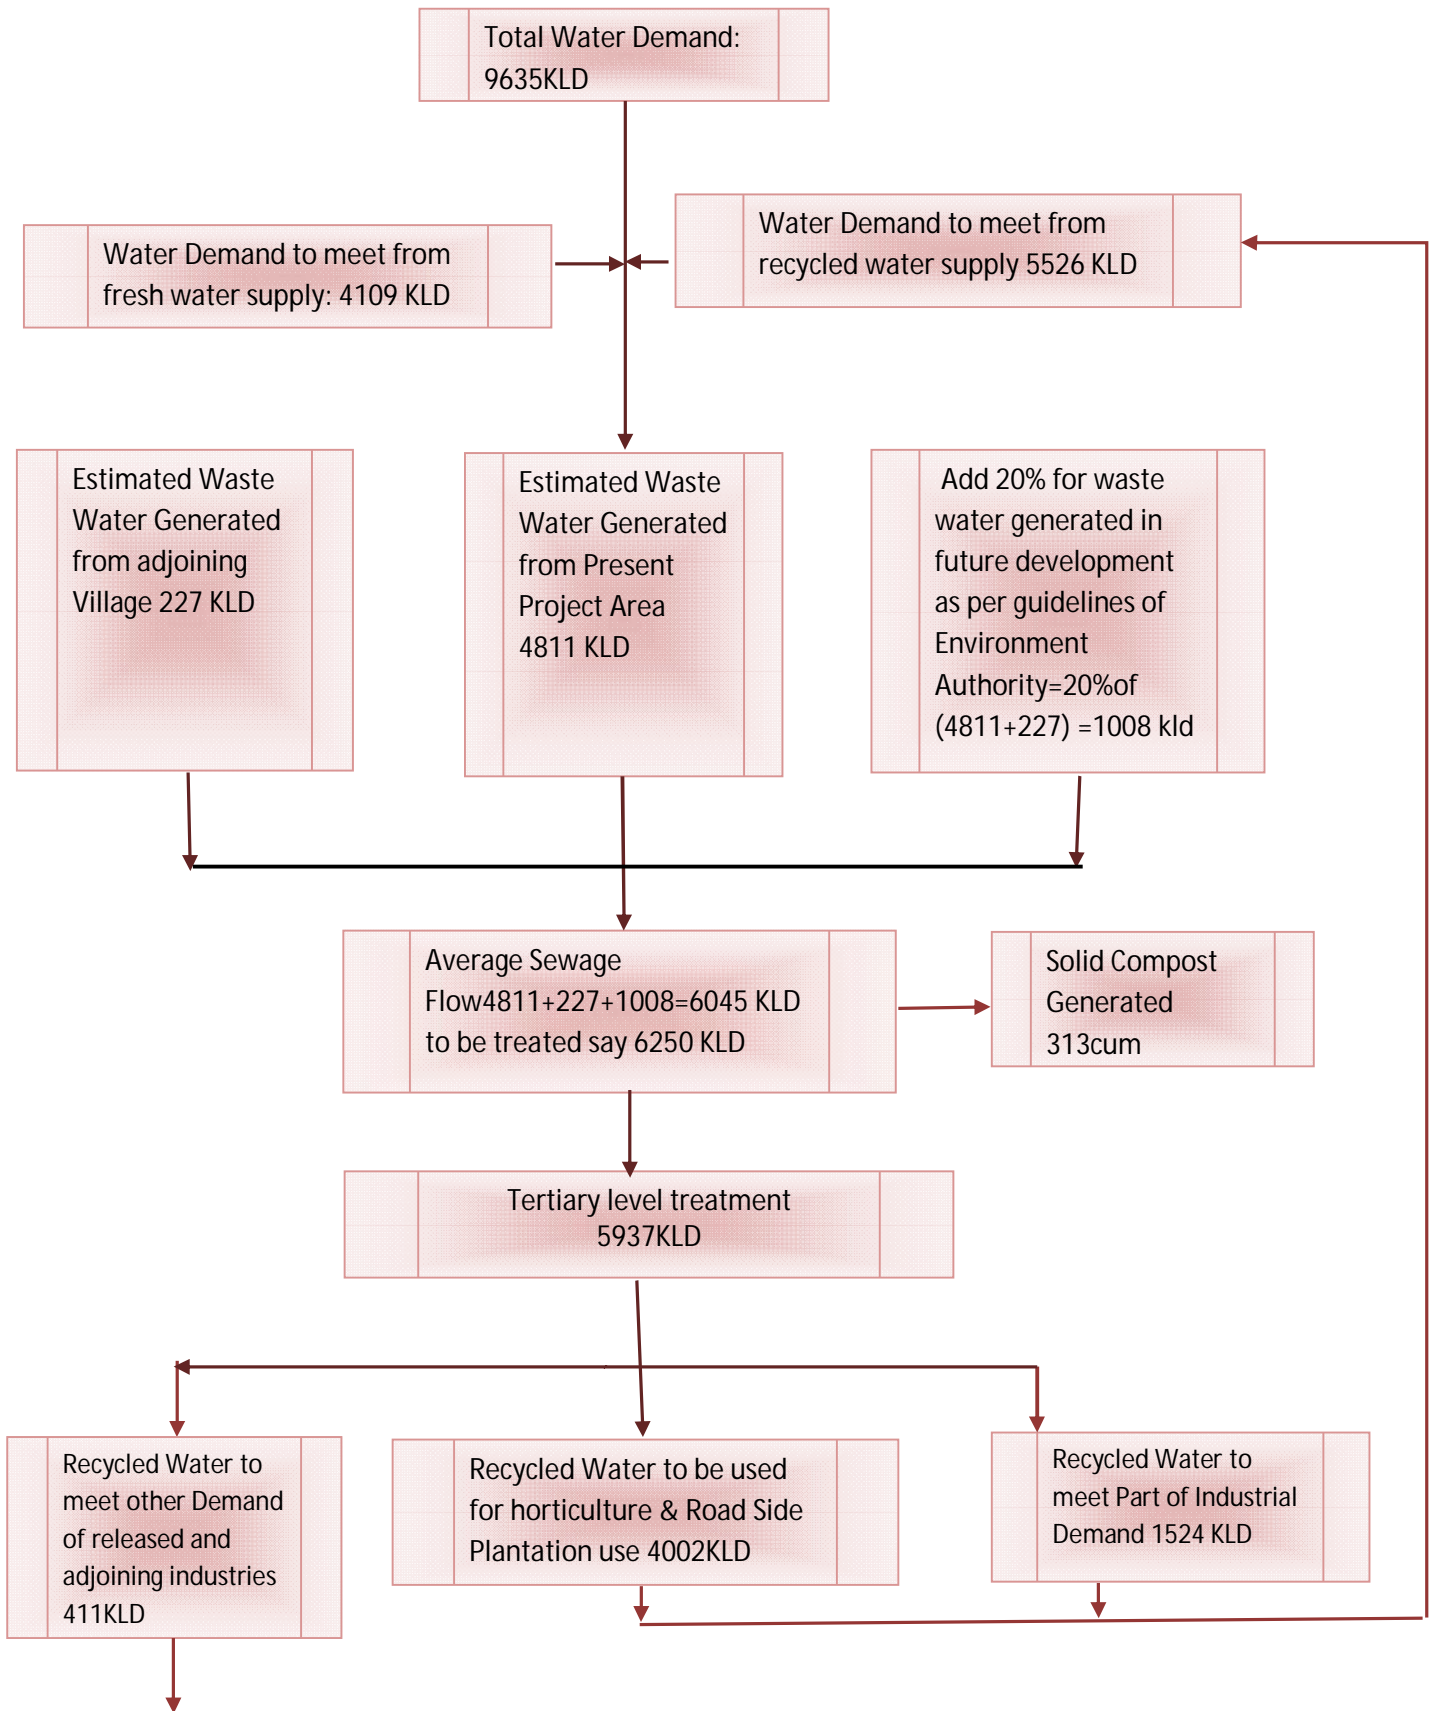 Total Water Demand:
9635KLD
Water Demand to meet from
fresh water supply: 4109 KLD
Water Demand to meet from
recycled water supply 5526 KLD
Estimated Waste
Water Generated
from adjoining
Village 227 KLD
Estimated Waste
Water Generated
from Present
Project Area
4811 KLD
Add 20% for waste
water generated in
future development
as per guidelines of
Environment
Authority=20%of
(4811+227) =1008 kld
Average Sewage
Flow4811+227+1008=6045 KLD
to be treated say 6250 KLD
Solid Compost
Generated
313cum
Tertiary level treatment
5937KLD
Recycled Water to
meet other Demand
of released and
adjoining industries
411KLD
Recycled Water to be used
for horticulture & Road Side
Plantation use 4002KLD
Recycled Water to
meet Part of Industrial
Demand 1524 KLD